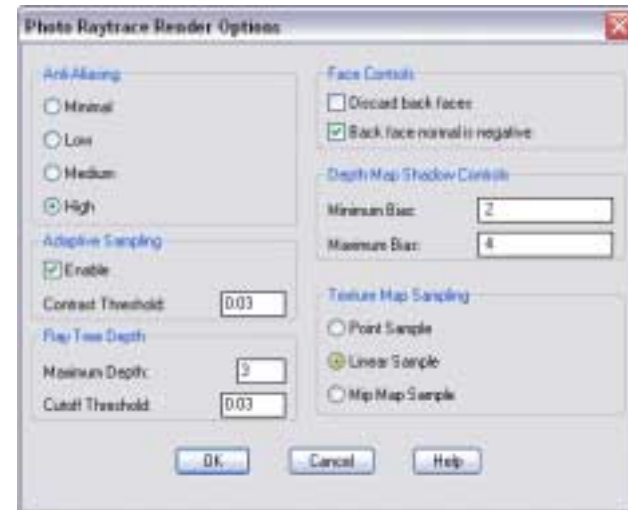 Photo Raytrace Render Options
Anti-Aliasing
Minimal
Low
Medium
High
Adaptive Sampling
Enable
Contrast Threshold: 0.03
Ray Tree Depth
Maximum Depth: 3
Cutoff Threshold: 0.03
Face Controls
Discard back faces
Back face normal is negative
Depth Map Shadow Controls
Minimum Bias: 2
Maximum Bias: 4
Texture Map Sampling
Point Sample
Linear Sample
Mip Map Sample
OK
Cancel
Help